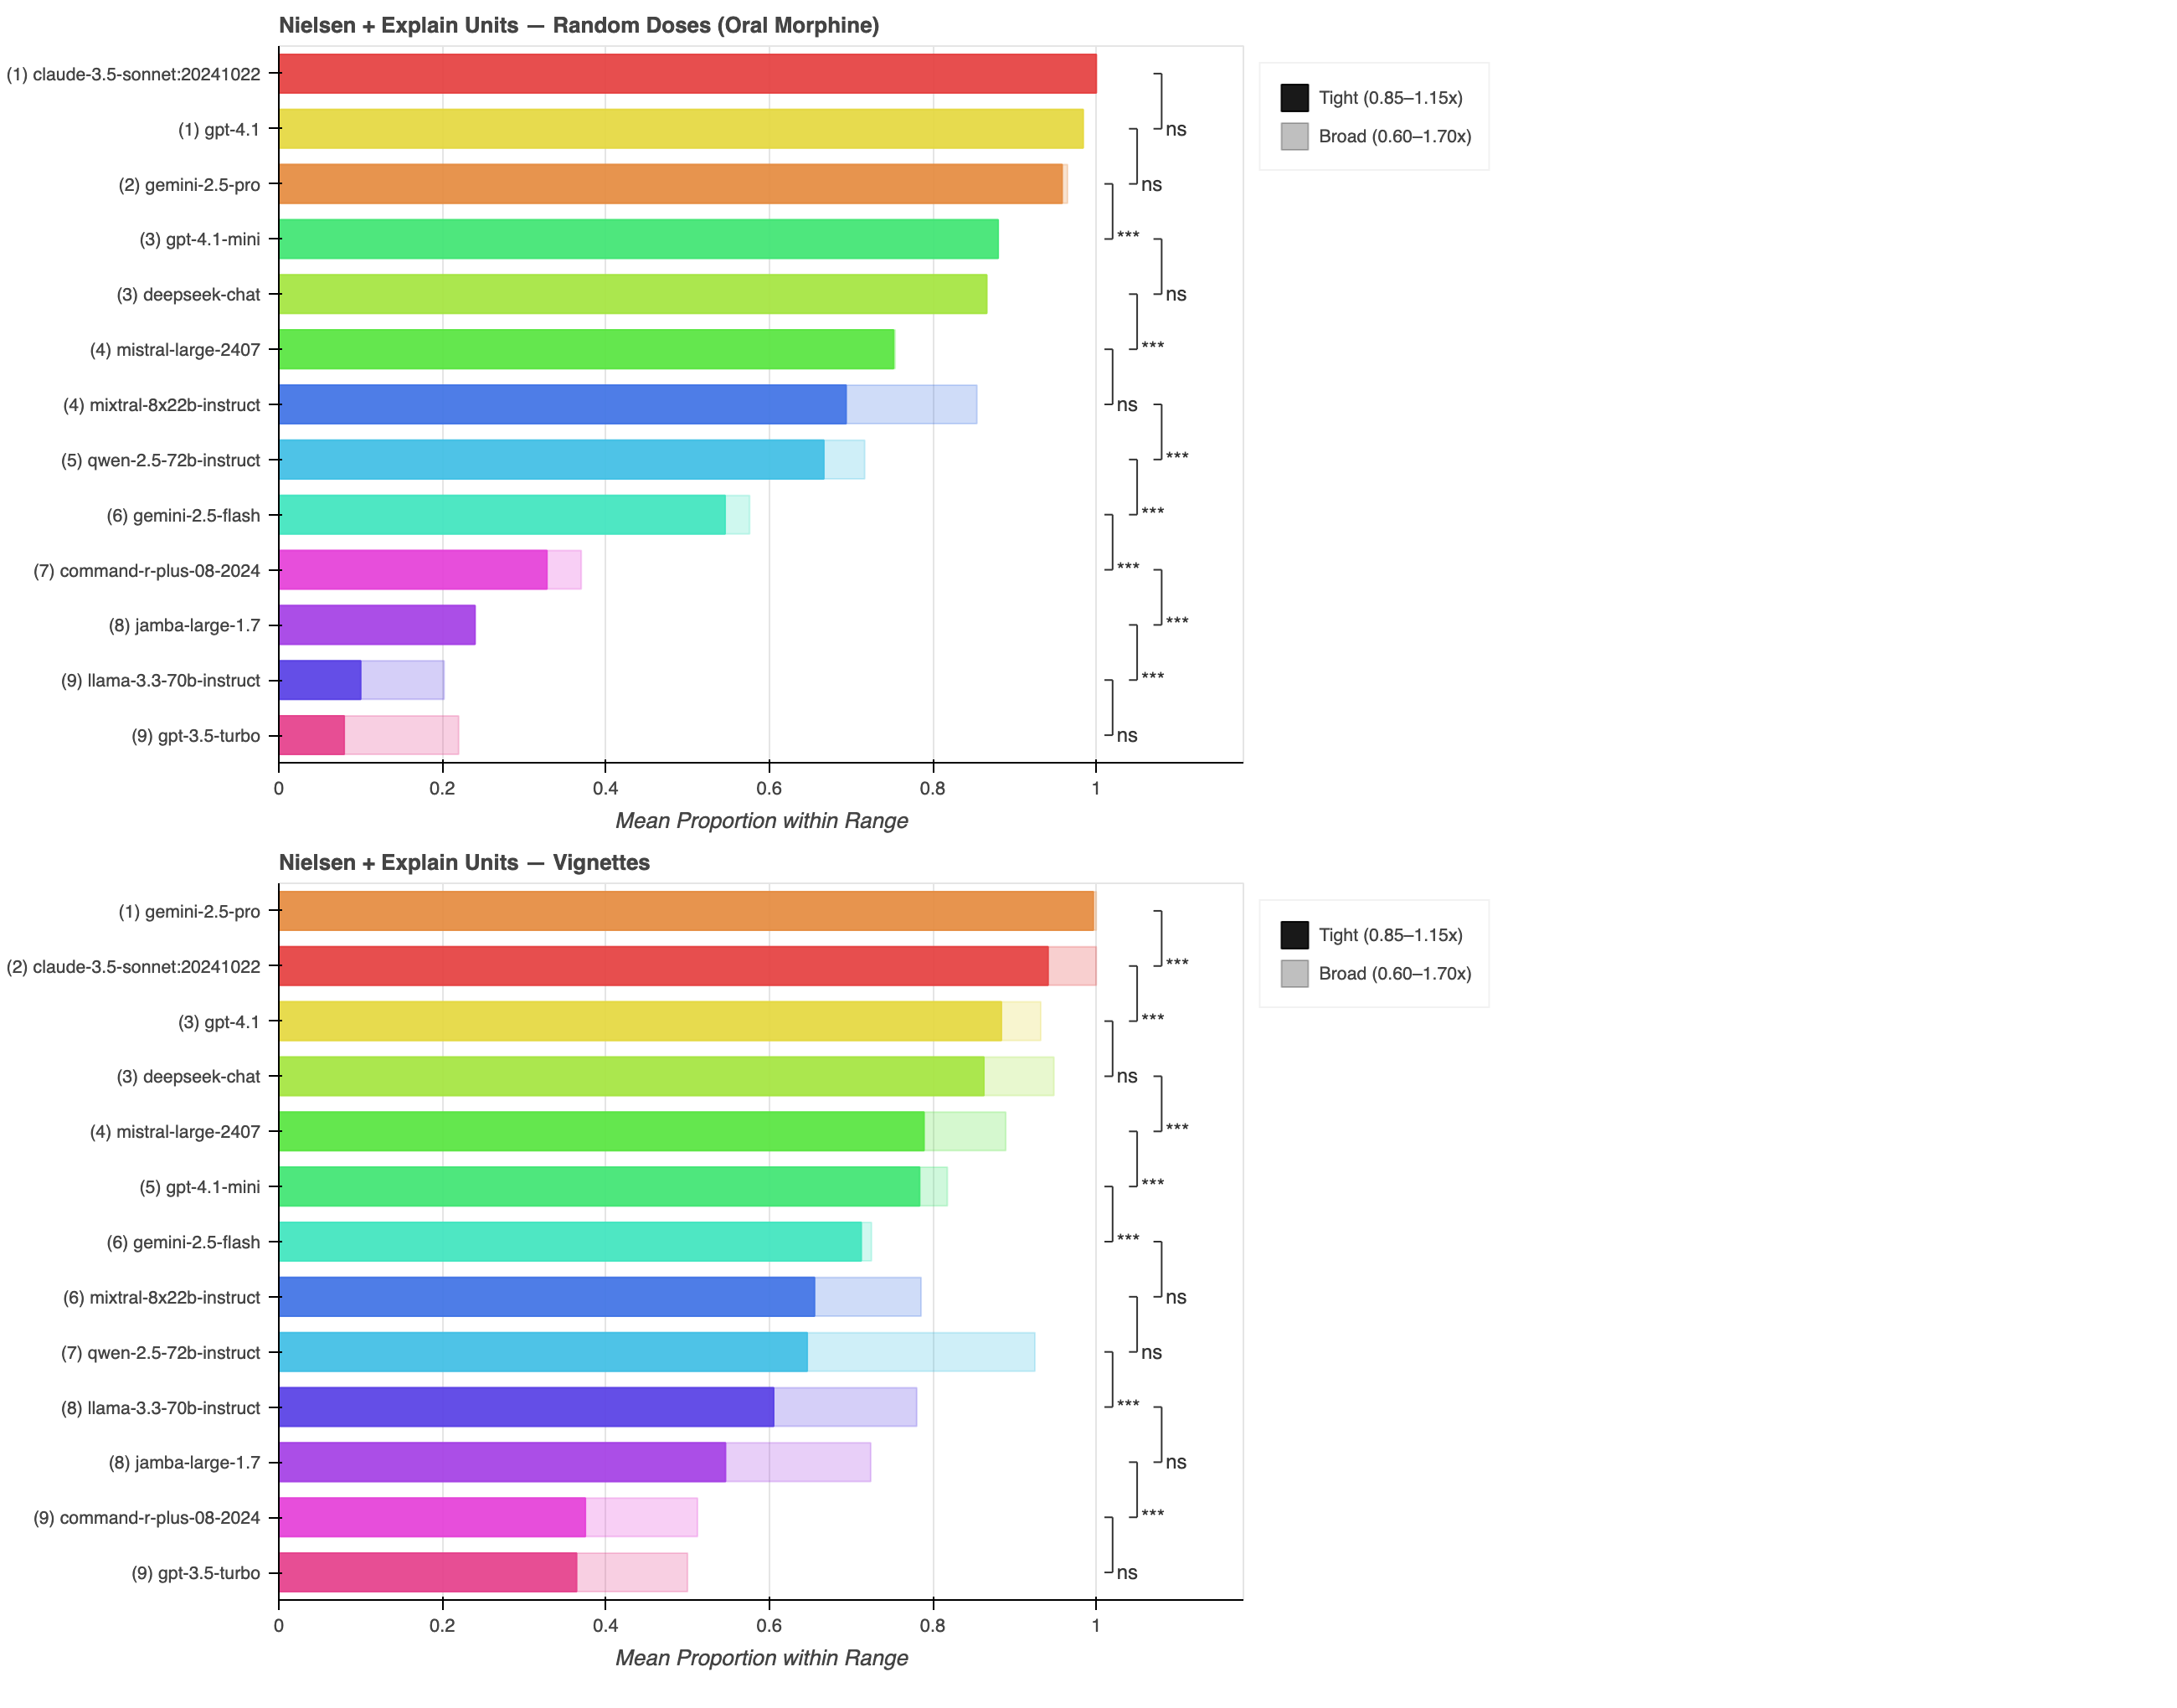 Nielsen + Explain Units — Random Doses (Oral Morphine)
(1) claude-3.5-sonnet:20241022
(1) gpt-4.1
(2) gemini-2.5-pro
(3) gpt-4.1-mini
(3) deepseek-chat
(4) mistral-large-2407
(4) mixtral-8x22b-instruct
(5) qwen-2.5-72b-instruct
(6) gemini-2.5-flash
(7) command-r-plus-08-2024
(8) jamba-large-1.7
(9) llama-3.3-70b-instruct
(9) gpt-3.5-turbo
ns
ns
***
ns
***
ns
***
***
***
***
***
ns
0 0.2 0.4 0.6 0.8 1
Mean Proportion within Range
Tight (0.85–1.15x)
Broad (0.60–1.70x)
Nielsen + Explain Units — Vignettes
(1) gemini-2.5-pro
(2) claude-3.5-sonnet:20241022
(3) gpt-4.1
(3) deepseek-chat
(4) mistral-large-2407
(5) gpt-4.1-mini
(6) gemini-2.5-flash
(6) mixtral-8x22b-instruct
(7) qwen-2.5-72b-instruct
(8) llama-3.3-70b-instruct
(8) jamba-large-1.7
(9) command-r-plus-08-2024
(9) gpt-3.5-turbo
***
***
ns
***
***
***
ns
ns
***
ns
***
ns
0 0.2 0.4 0.6 0.8 1
Mean Proportion within Range
Tight (0.85–1.15x)
Broad (0.60–1.70x)